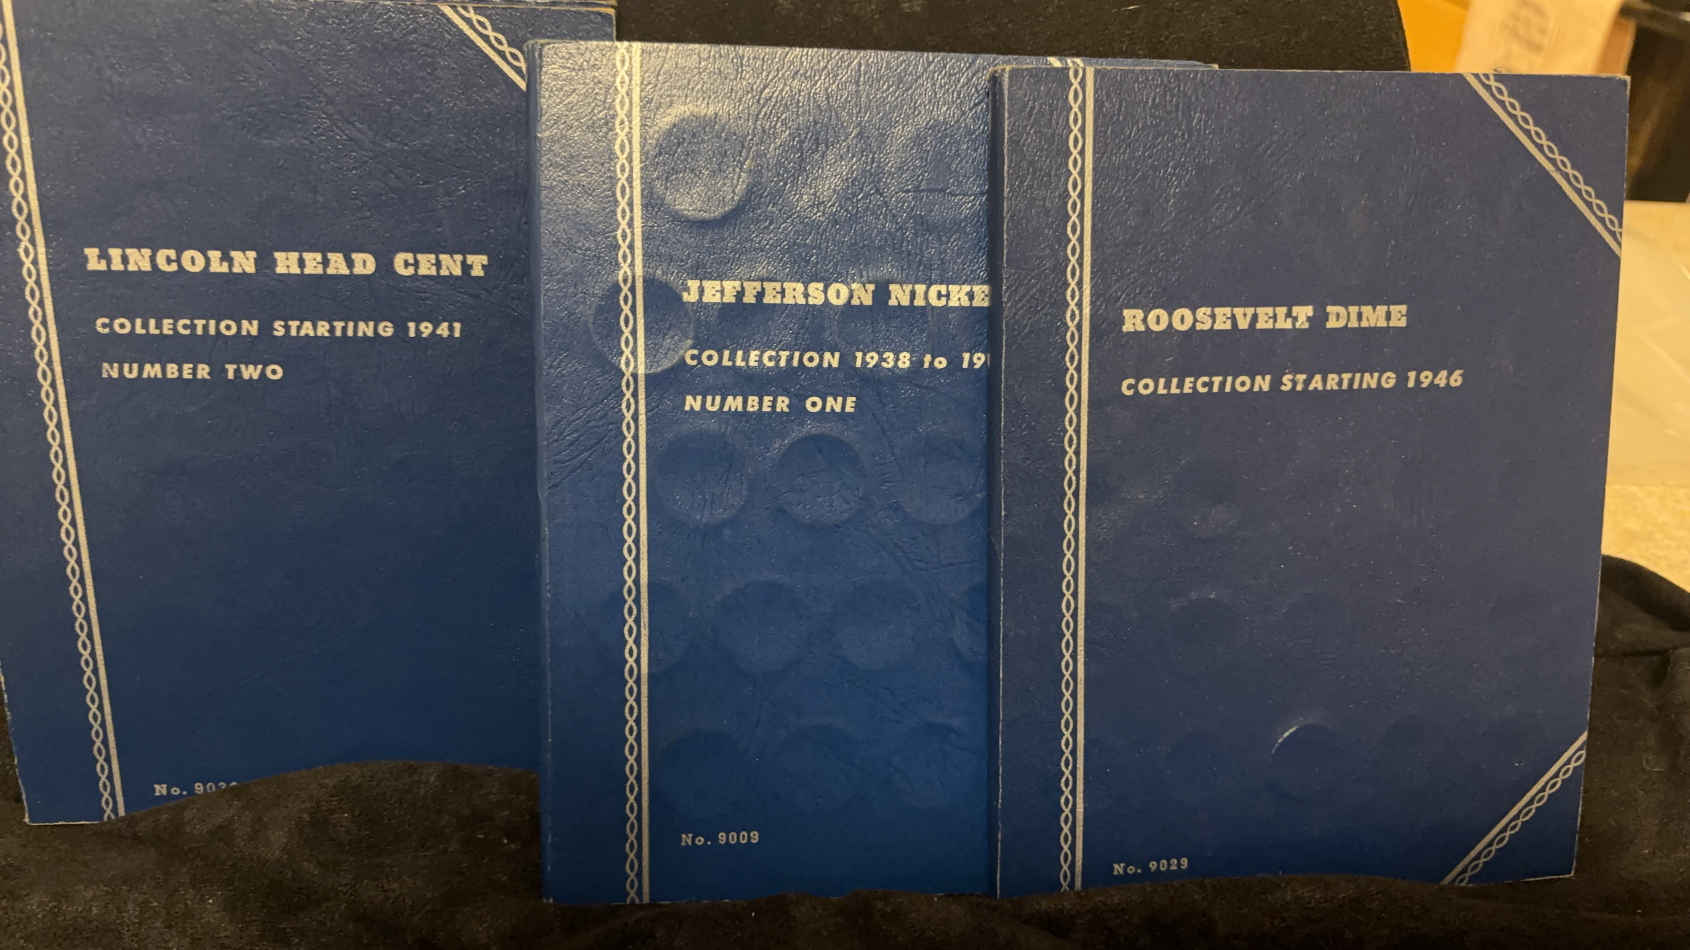 LINCOLN HEAD CENT
COLLECTION STARTING 1941
NUMBER TWO
No.
JEFFERSON
COLLECTION 1938 to
NUMBER ONE
No. 9009
ROOSEVELT DIME
COLLECTION STARTING 1946
No. 9029